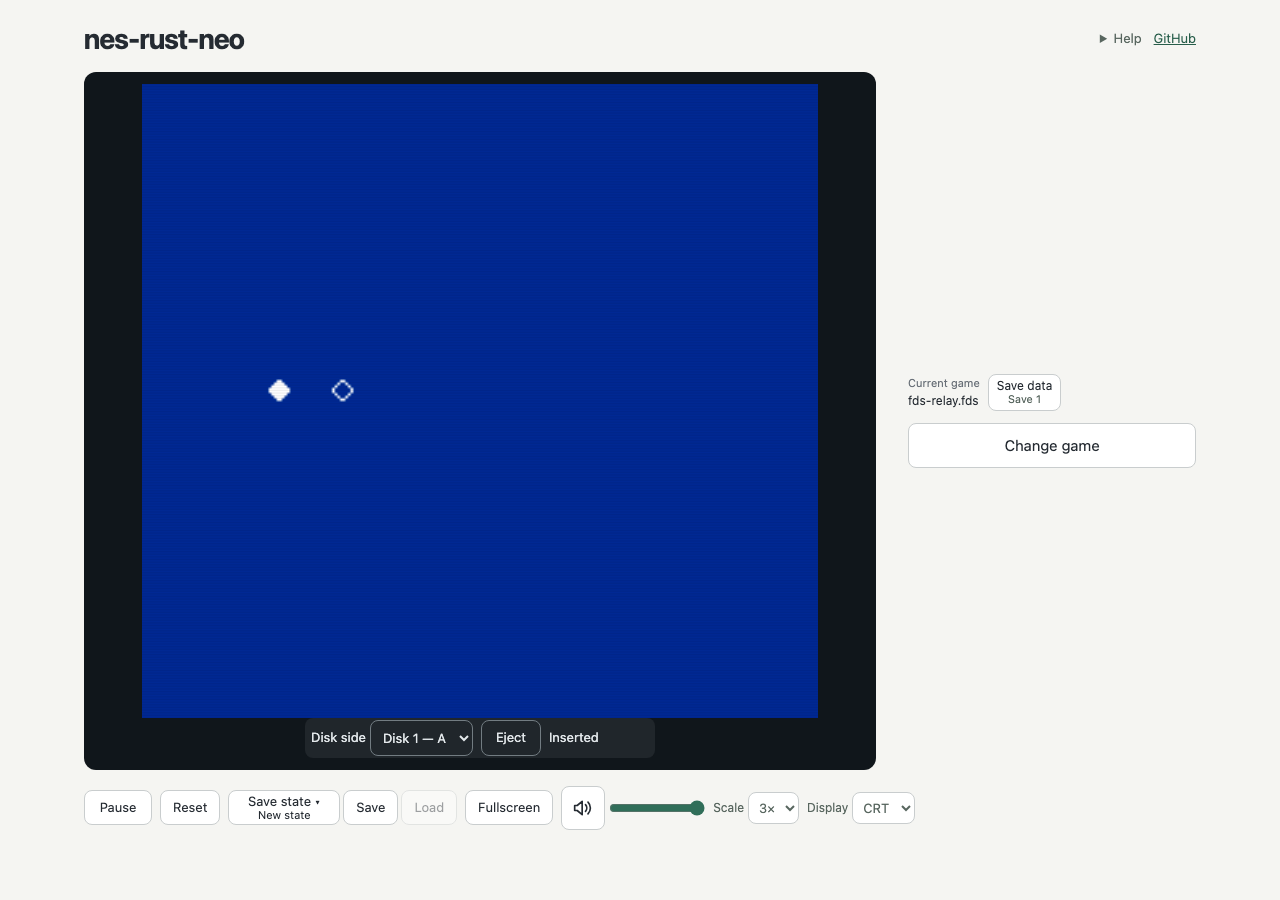 nes-rust-neo
Help GitHub
Current game
fds-relay.fds
Save data
Save 1
Change game
Disk side Disk 1 — A Eject Inserted
Pause Reset Save state Save Load Fullscreen Scale 3× Display CRT
New state